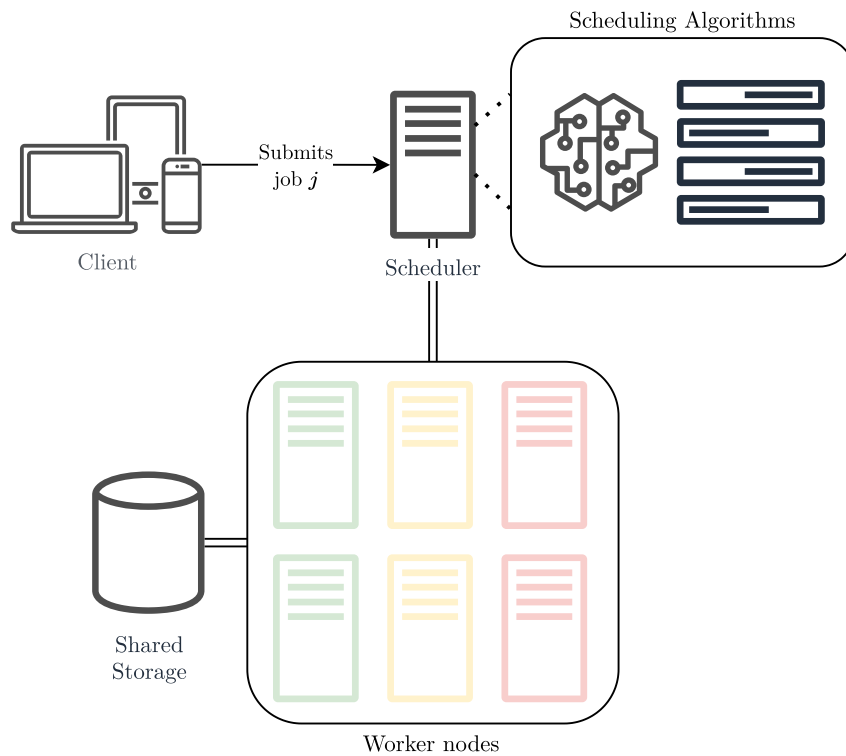 Scheduling Algorithms
Submits
job j
Client
Scheduler
Shared
Storage
Worker nodes